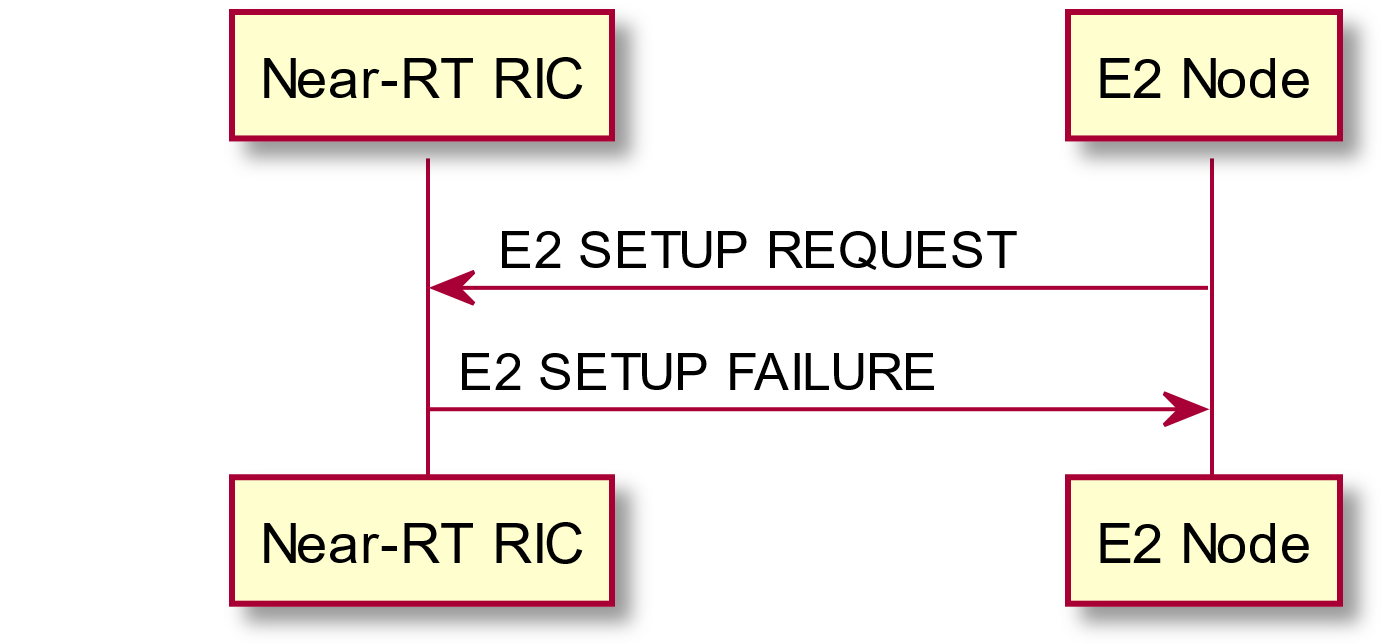 Near-RT RIC
E2 Node
E2 SETUP REQUEST
E2 SETUP FAILURE
Near-RT RIC
E2 Node